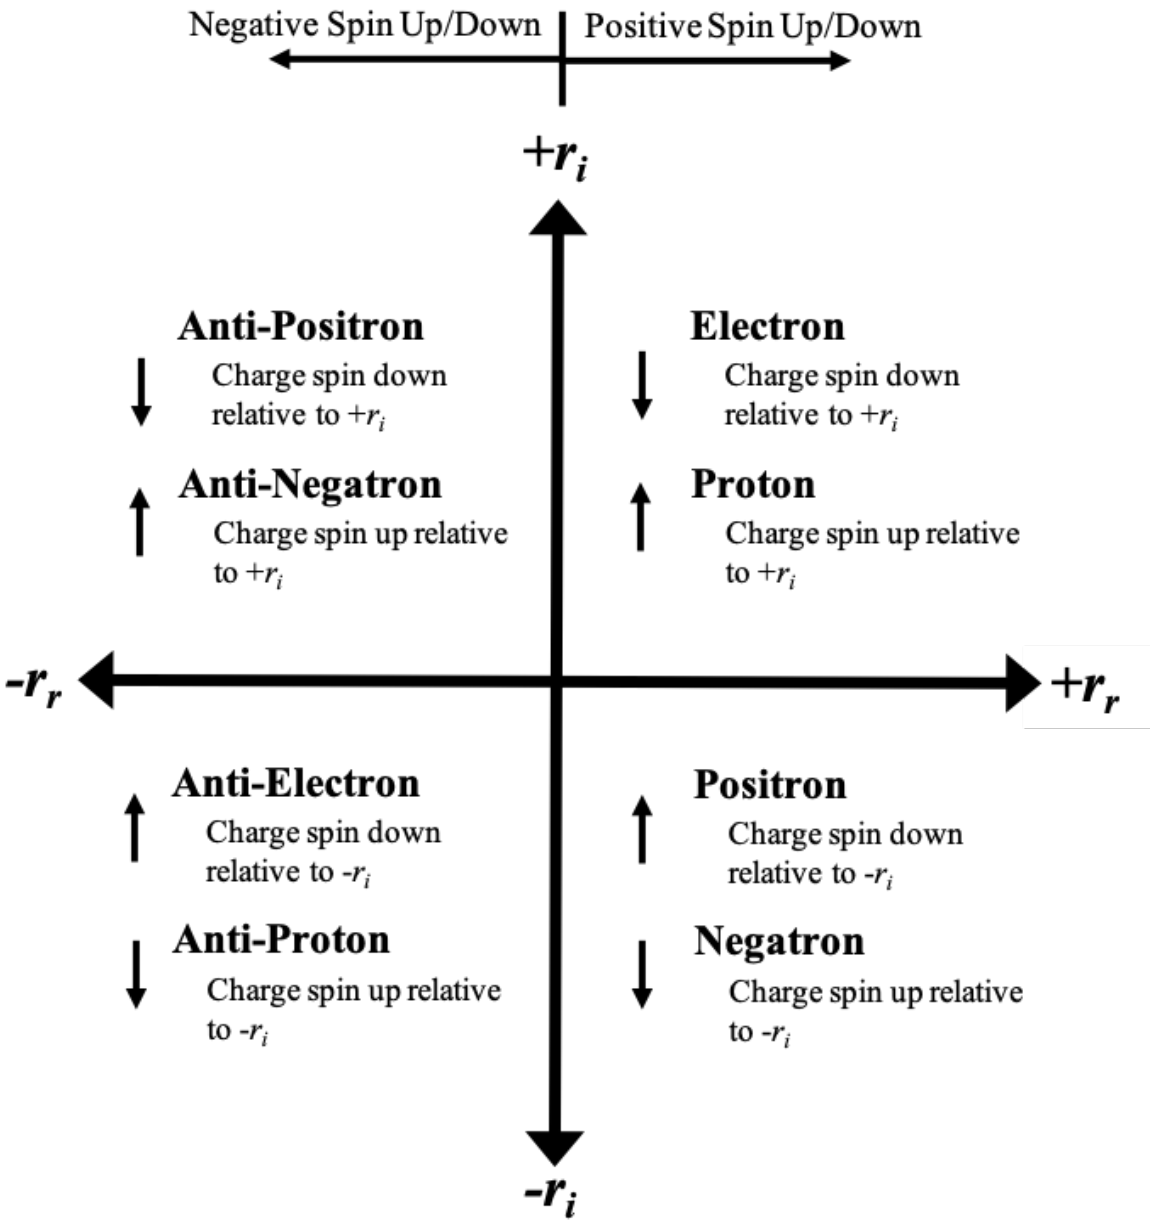 Negative Spin Up/Down Positive Spin Up/Down
+ri
Anti-Positron
Charge spin down
relative to +ri
Anti-Negatron
Charge spin up relative
to +ri
Electron
Charge spin down
relative to +ri
Proton
Charge spin up relative
to +ri
-rr
+rr
Anti-Electron
Charge spin down
relative to -ri
Anti-Proton
Charge spin up relative
to -ri
Positron
Charge spin down
relative to -ri
Negatron
Charge spin up relative
to -ri
-ri